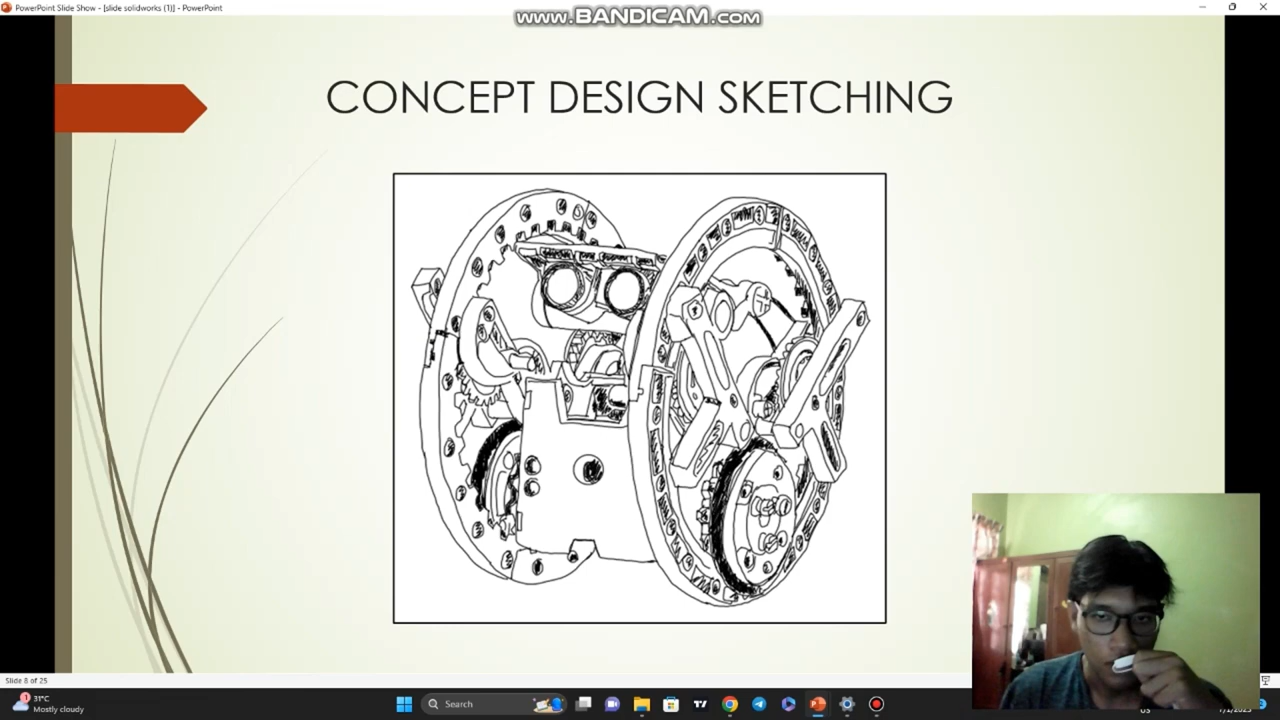 PowerPoint Slide Show - [slide solidworks (1)] - PowerPoint
www.BANDICAM.com
CONCEPT DESIGN SKETCHING
Slide 8 of 25
1
31°C
Mostly cloudy
Search